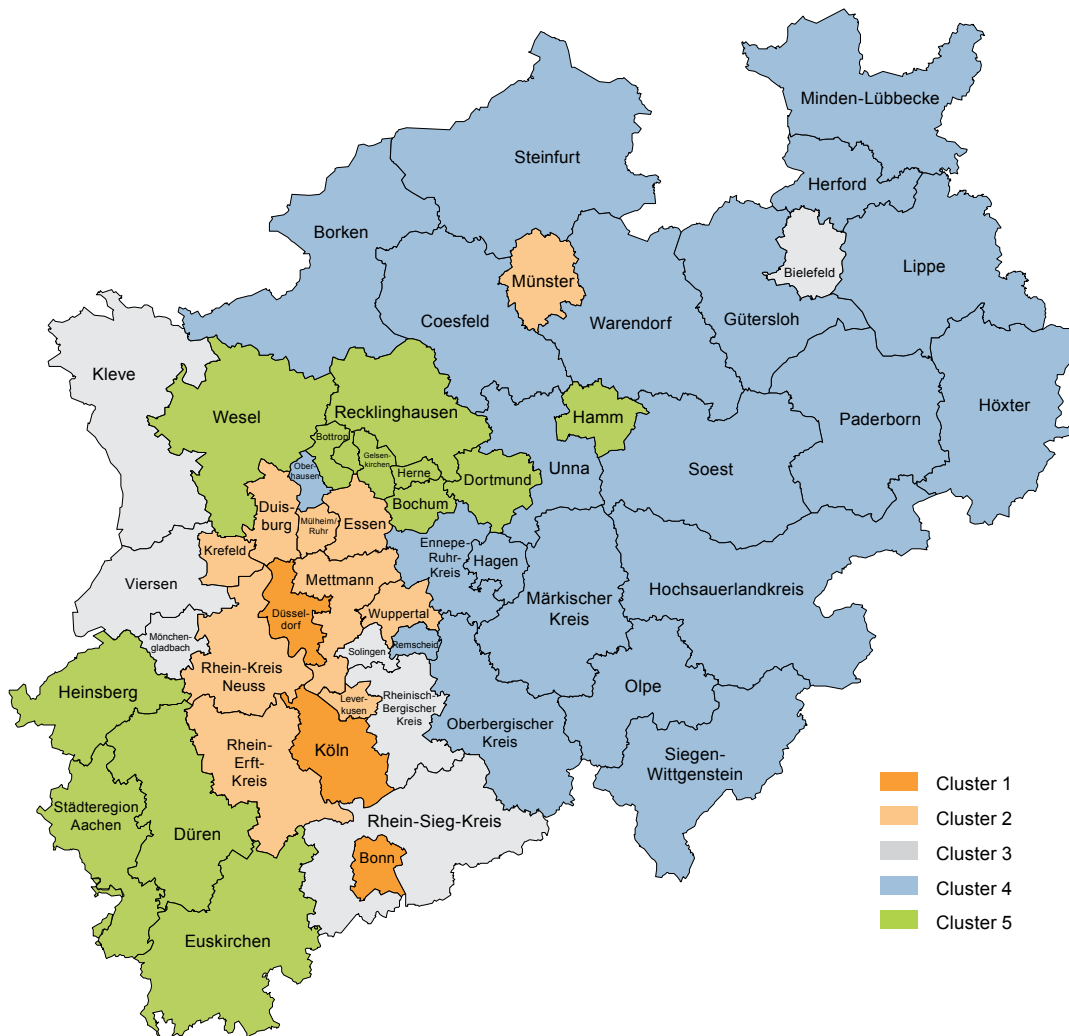 Minden-Lübbecke
Steinfurt
Herford
Borken
Bielefeld
Lippe
Münster
Coesfeld
Warendorf
Gütersloh
Kleve
Wesel
Recklinghausen
Hamm
Paderborn
Höxter
Bottrop
Gelsen-
kirchen
Ober-
hausen
Herne
Dortmund
Unna
Soest
Bochum
Duis-
burg
Mülheim/
Ruhr
Essen
Krefeld
Ennepe-
Ruhr-
Kreis
Hagen
Viersen
Mettmann
Märkischer
Kreis
Hochsauerlandkreis
Düssel-
dorf
Wuppertal
Mönchen-
gladbach
Solingen
Remscheid
Rhein-Kreis
Neuss
Heinsberg
Lever-
kusen
Rheinisch-
Bergischer
Kreis
Olpe
Oberbergischer
Kreis
Köln
Rhein-
Erft-
Kreis
Siegen-
Wittgenstein
Städteregion
Aachen
Düren
Rhein-Sieg-Kreis
Bonn
Euskirchen
Cluster 1
Cluster 2
Cluster 3
Cluster 4
Cluster 5